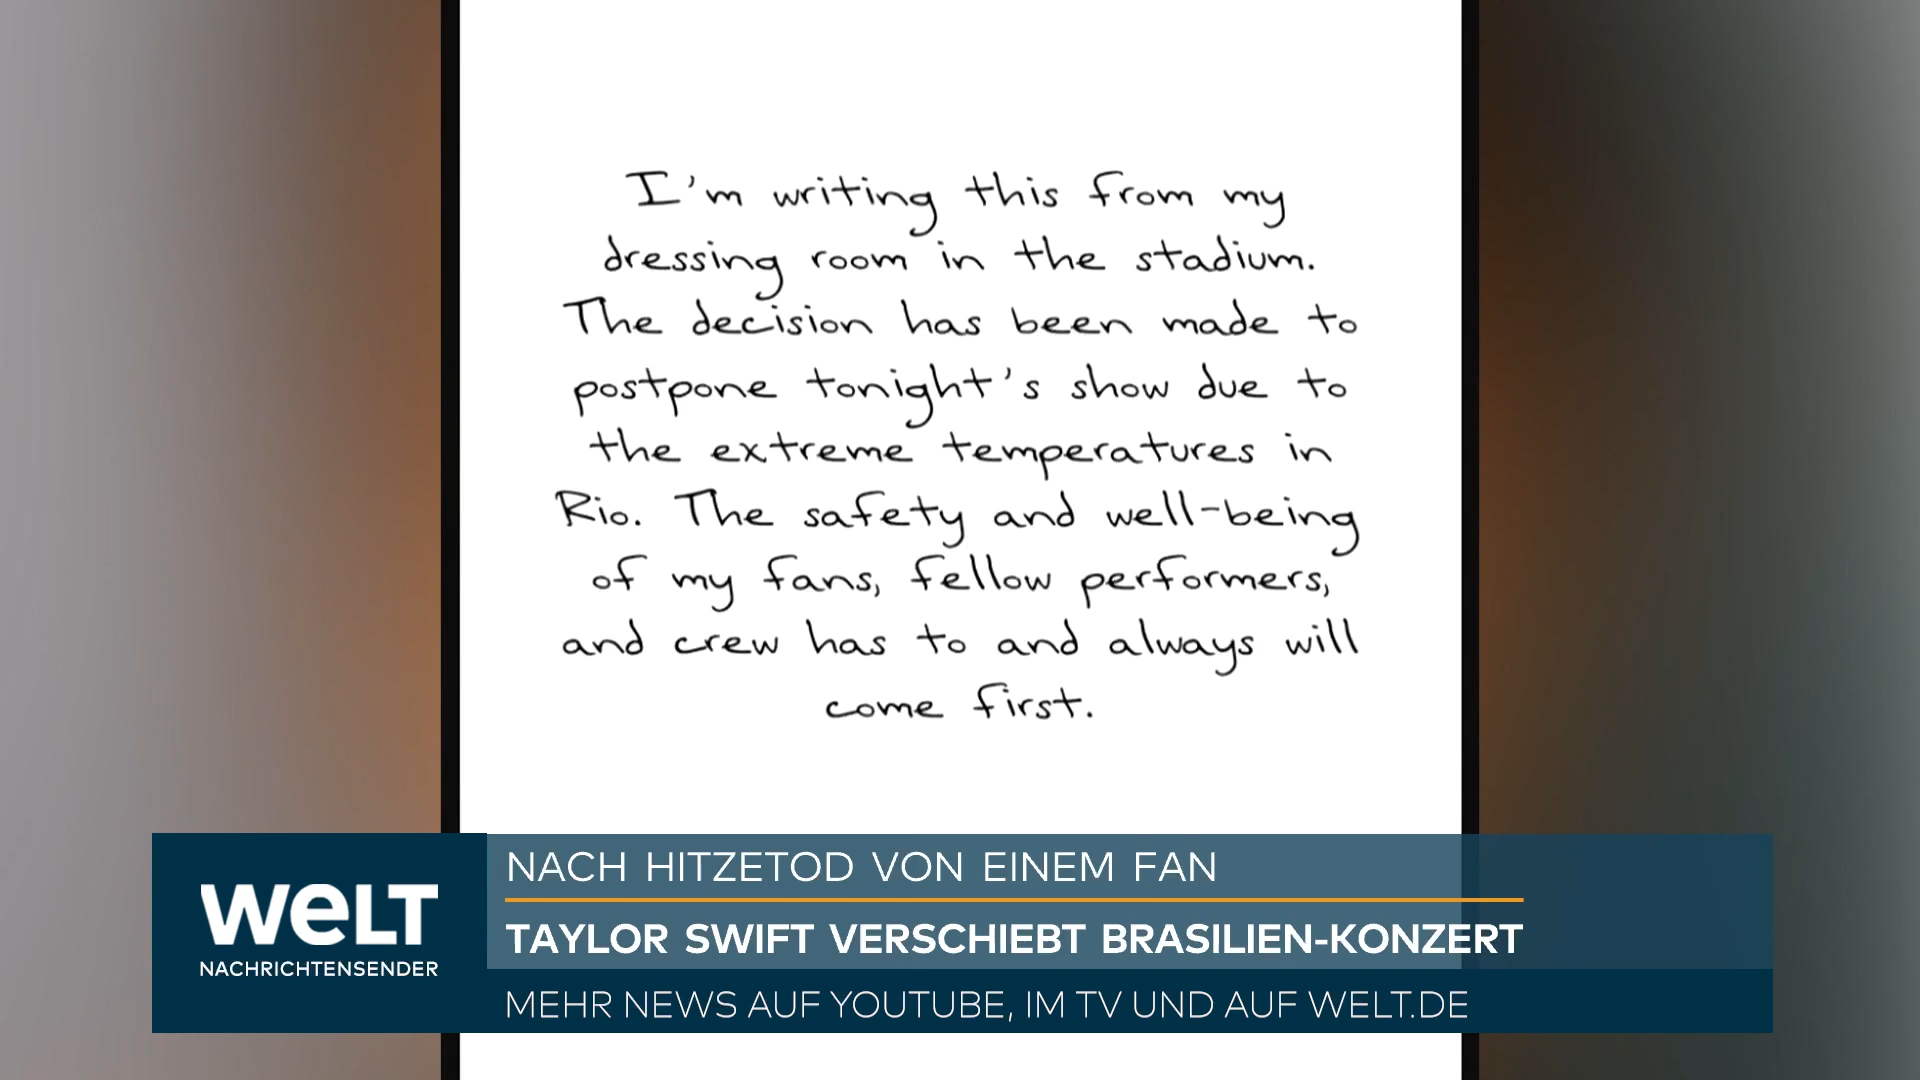 I'm writing this from my
dressing room in the stadium.
The decision has been made to
postpone tonight's show due to
the extreme temperatures in
Rio. The safety and well-being
of my fans, fellow performers,
and crew has to and always will
come first.
WELT
NACHRICHTENSENDER
NACH HITZETOD VON EINEM FAN
TAYLOR SWIFT VERSCHIEBT BRASILIEN-KONZERT
MEHR NEWS AUF YOUTUBE, IM TV UND AUF WELT.DE